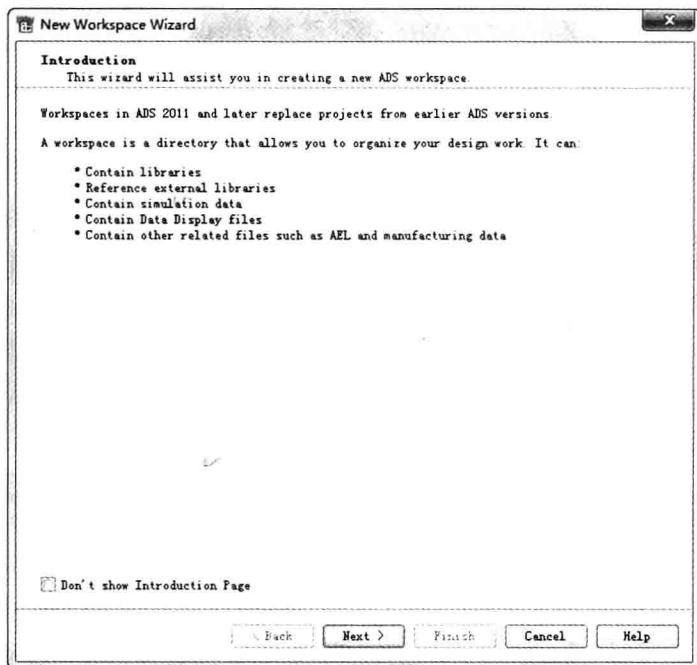 New Workspace Wizard
Introduction
This wizard will assist you in creating a new ADS workspace.
Workspaces in ADS 2011 and later replace projects from earlier ADS versions.
A workspace is a directory that allows you to organize your design work. It can:
* Contain libraries
* Reference external libraries
* Contain simulation data
* Contain Data Display files
* Contain other related files such as AEL and manufacturing data
Don't show Introduction Page
< Back Next > Finish Cancel Help